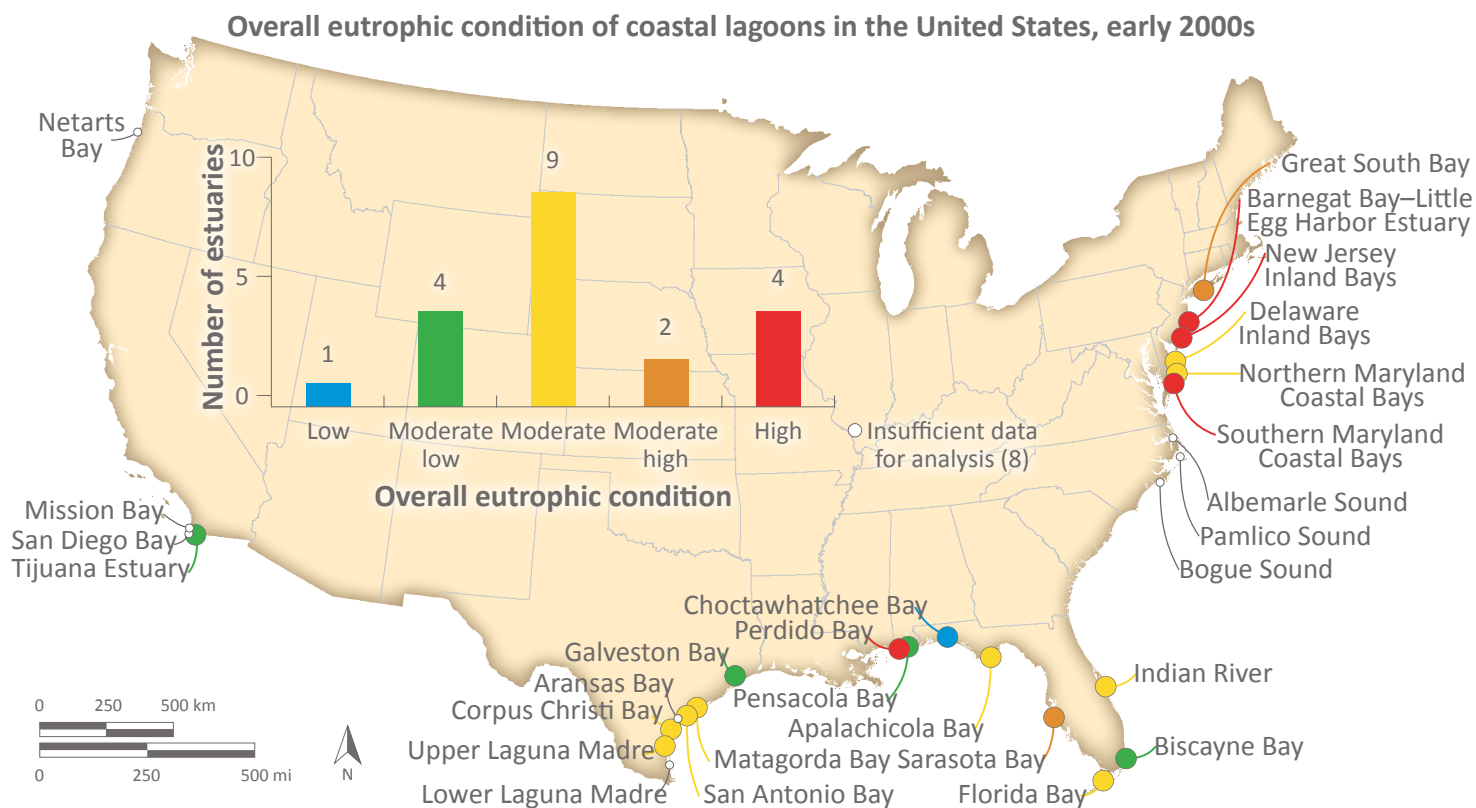 Overall eutrophic condition of coastal lagoons in the United States, early 2000s
Netarts
Bay
Number of estuaries
10
5
0
1
4
9
2
4
Low
Moderate
low
Moderate
Moderate
high
High
Overall eutrophic condition
Insufficient data
for analysis (8)
Great South Bay
Barnegat Bay–Little
Egg Harbor Estuary
New Jersey
Inland Bays
Delaware
Inland Bays
Northern Maryland
Coastal Bays
Southern Maryland
Coastal Bays
Albemarle Sound
Pamlico Sound
Bogue Sound
Mission Bay
San Diego Bay
Tijuana Estuary
Choctawhatchee Bay
Perdido Bay
Galveston Bay
Aransas Bay
Corpus Christi Bay
Upper Laguna Madre
Lower Laguna Madre
Pensacola Bay
Apalachicola Bay
Matagorda Bay
Sarasota Bay
San Antonio Bay
Florida Bay
Indian River
Biscayne Bay
0 250 500 km
0 250 500 mi
N